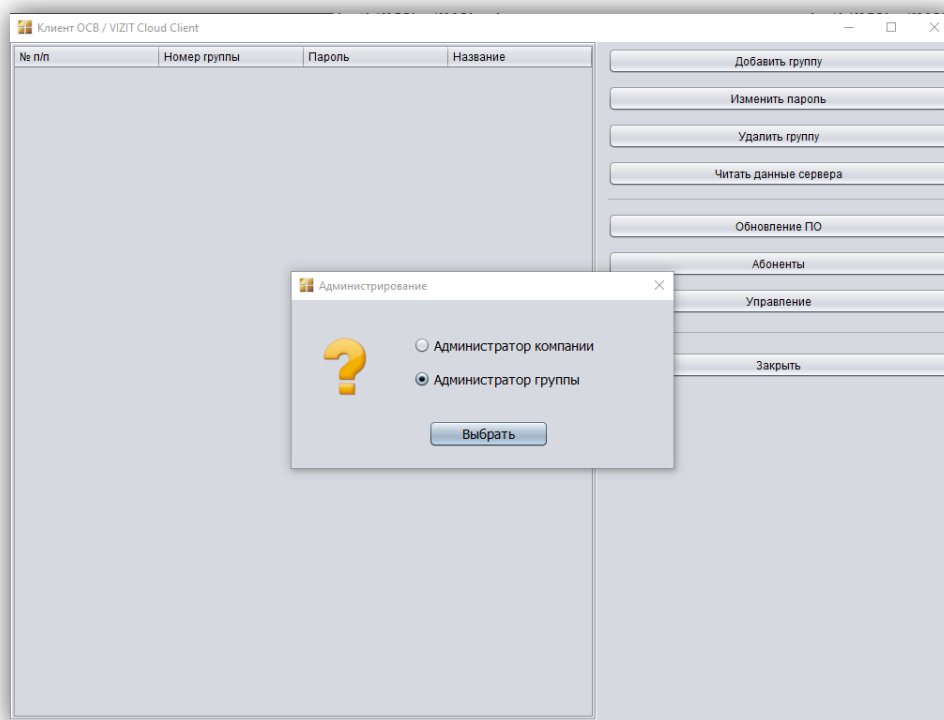 Клиент ОСВ / VIZIT Cloud Client
№ п/п Номер группы Пароль Название
Добавить группу
Изменить пароль
Удалить группу
Читать данные сервера
Обновление ПО
Абоненты
Управление
Закрыть
Администрирование
Администратор компании
Администратор группы
Выбрать